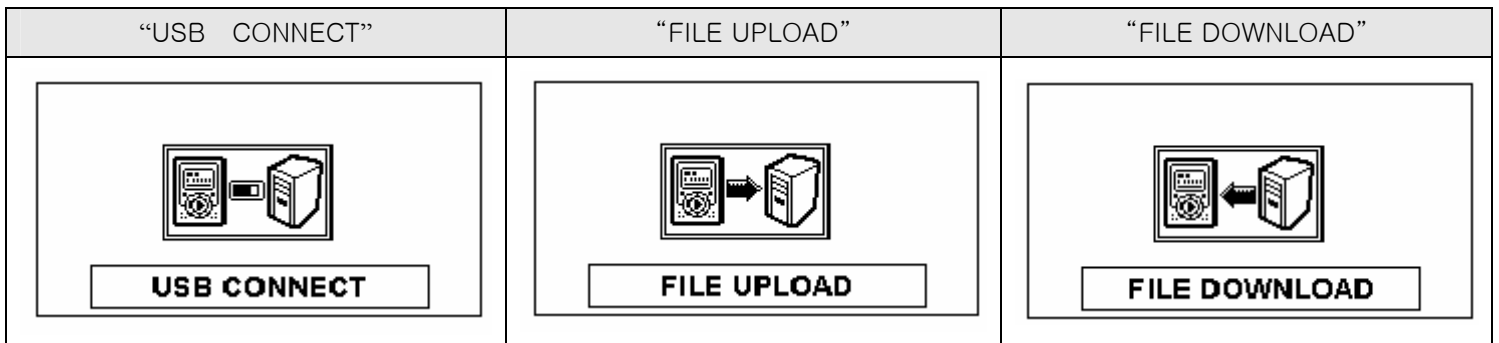 “USB CONNECT” “FILE UPLOAD” “FILE DOWNLOAD”
USB CONNECT FILE UPLOAD FILE DOWNLOAD